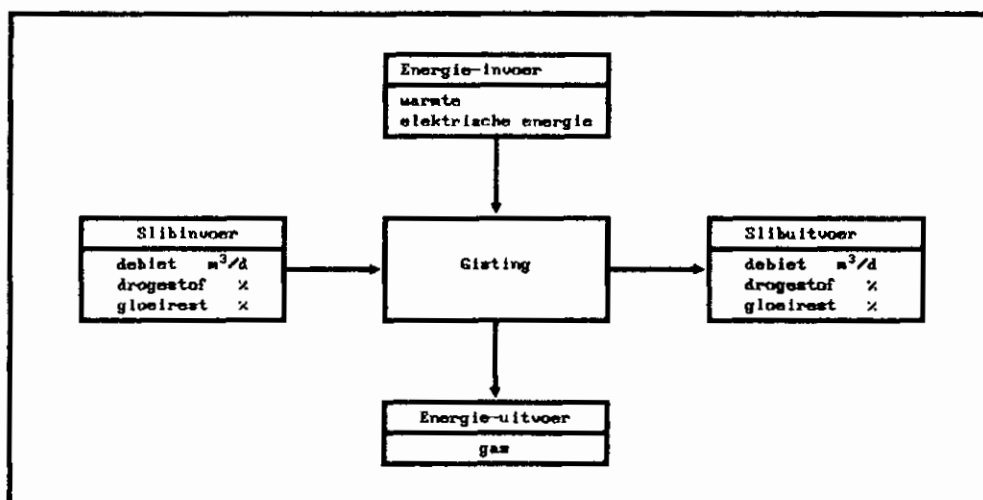 Energie-invoer
warmte
elektrische energie
Slibinvoer
debiet m³/d
drogestof %
gloeirest %
Gisting
Slibuitvoer
debiet m³/d
drogestof %
gloeirest %
Energie-uitvoer
gas